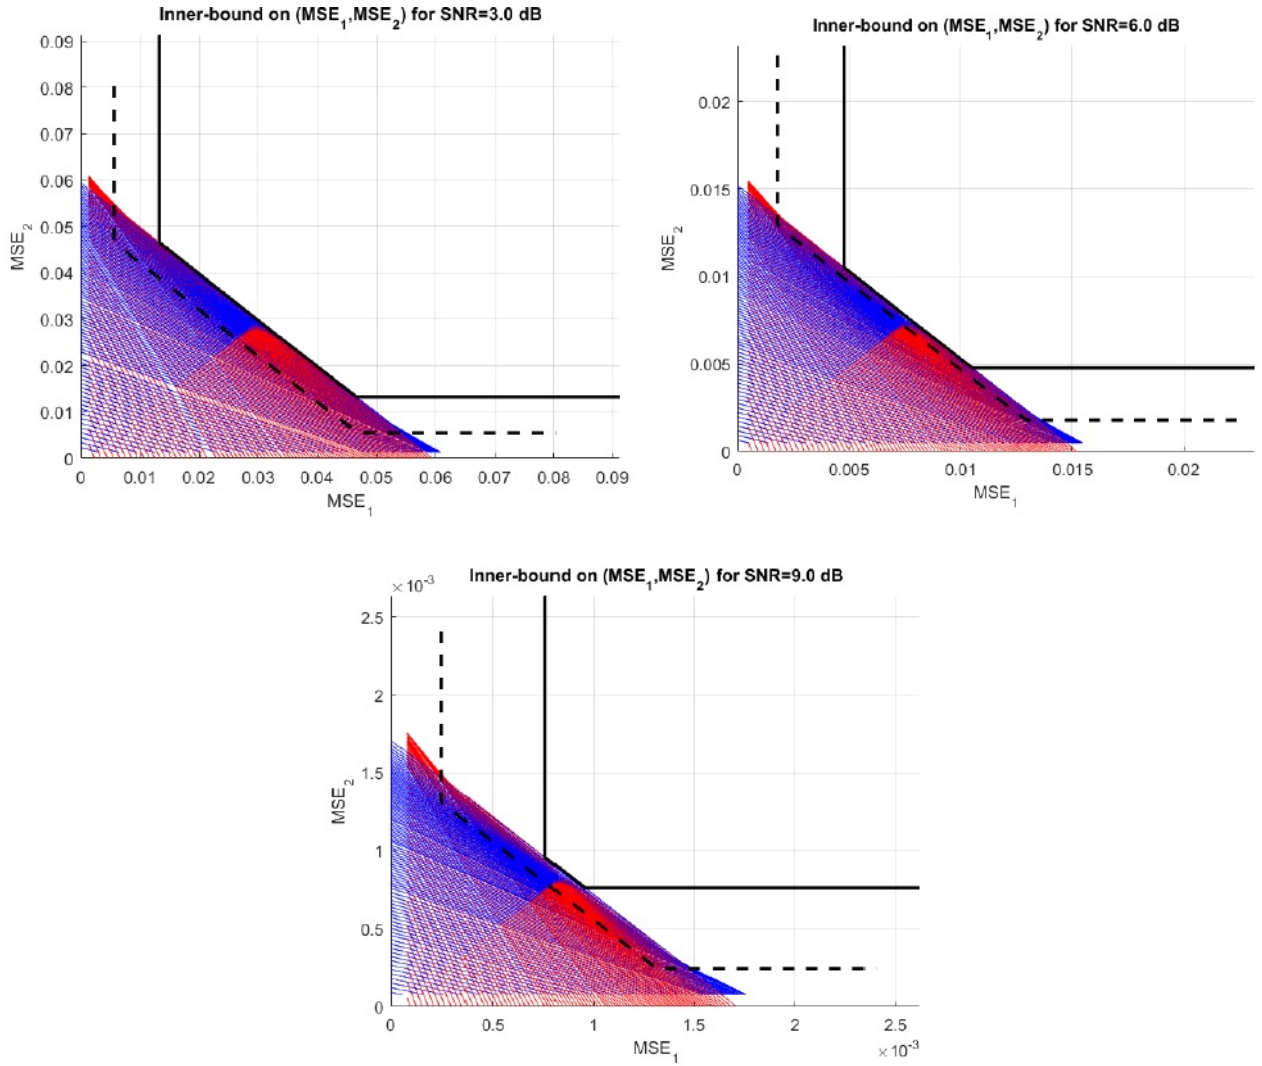 Inner-bound on (MSE1,MSE2) for SNR=3.0 dB
0.09
0.08
0.07
0.06
0.05
0.04
0.03
0.02
0.01
0
MSE2
0 0.01 0.02 0.03 0.04 0.05 0.06 0.07 0.08 0.09
MSE1
Inner-bound on (MSE1,MSE2) for SNR=6.0 dB
0.02
0.015
0.01
0.005
0
MSE2
0 0.005 0.01 0.015 0.02
MSE1
Inner-bound on (MSE1,MSE2) for SNR=9.0 dB
×10-3
2.5
2
1.5
1
0.5
0
MSE2
0 0.5 1 1.5 2 2.5
MSE1
×10-3